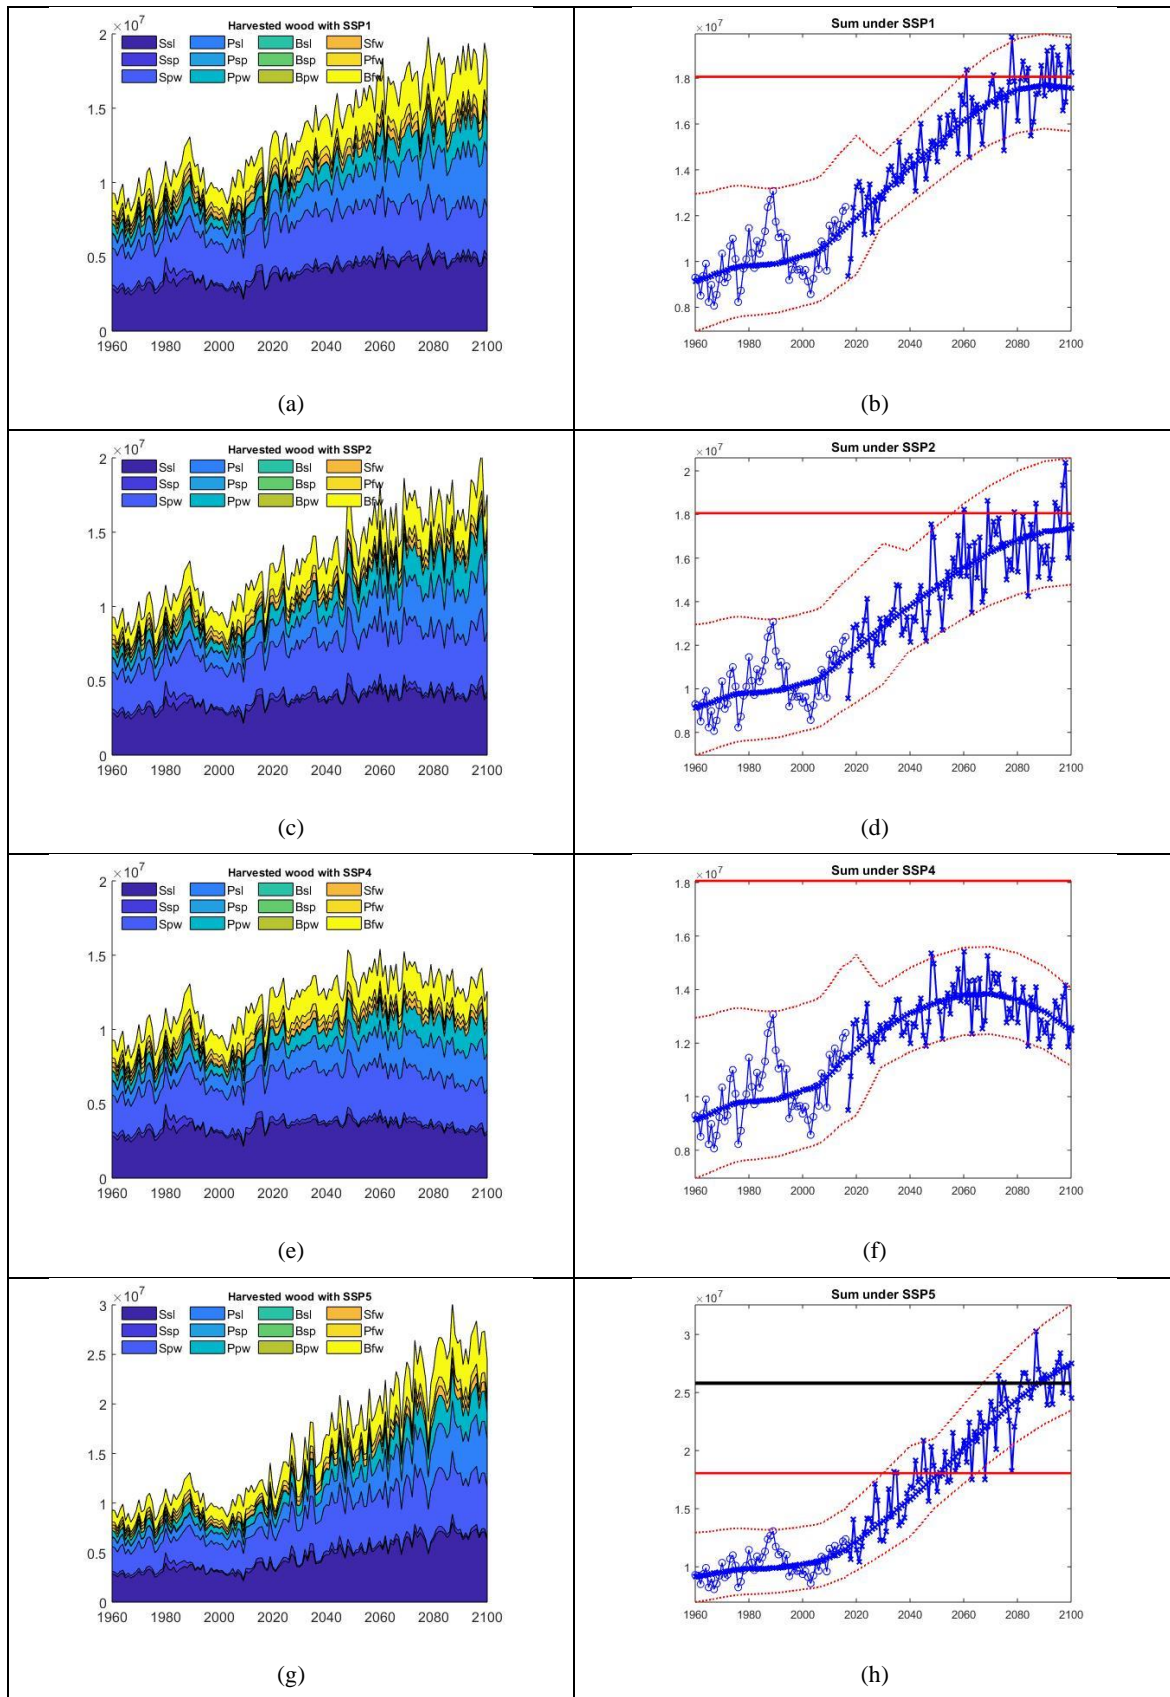 Harvested wood with SSP1
×10^7
Ssl Psl Bsl Sfw
Ssp Psp Bsp Pfw
Spw Ppw Bpw Bfw
2
1.5
1
0.5
0
1960 1980 2000 2020 2040 2060 2080 2100
(a)
Sum under SSP1
×10^7
1.8
1.6
1.4
1.2
1
0.8
1960 1980 2000 2020 2040 2060 2080 2100
(b)
Harvested wood with SSP2
×10^7
Ssl Psl Bsl Sfw
Ssp Psp Bsp Pfw
Spw Ppw Bpw Bfw
2
1.5
1
0.5
0
1960 1980 2000 2020 2040 2060 2080 2100
(c)
Sum under SSP2
×10^7
2
1.8
1.6
1.4
1.2
1
0.8
1960 1980 2000 2020 2040 2060 2080 2100
(d)
Harvested wood with SSP4
×10^7
Ssl Psl Bsl Sfw
Ssp Psp Bsp Pfw
Spw Ppw Bpw Bfw
2
1.5
1
0.5
0
1960 1980 2000 2020 2040 2060 2080 2100
(e)
Sum under SSP4
×10^7
1.8
1.6
1.4
1.2
1
0.8
1960 1980 2000 2020 2040 2060 2080 2100
(f)
Harvested wood with SSP5
×10^7
Ssl Psl Bsl Sfw
Ssp Psp Bsp Pfw
Spw Ppw Bpw Bfw
3
2.5
2
1.5
1
0.5
0
1960 1980 2000 2020 2040 2060 2080 2100
(g)
Sum under SSP5
×10^7
3
2.5
2
1.5
1
1960 1980 2000 2020 2040 2060 2080 2100
(h)